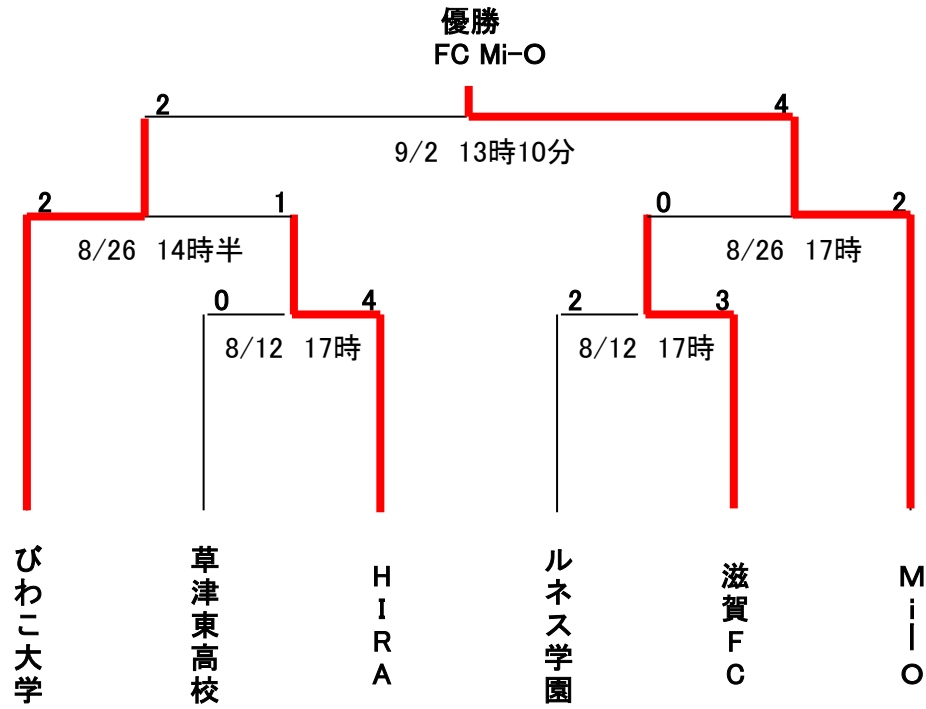 優勝
FC Mi-O
2
4
9/2 13時10分
2
1
0
2
8/26 14時半
8/26 17時
0
4
2
3
8/12 17時
8/12 17時
びわこ大学
草津東高校
HIRA
ルネス学園
滋賀FC
Mi-O